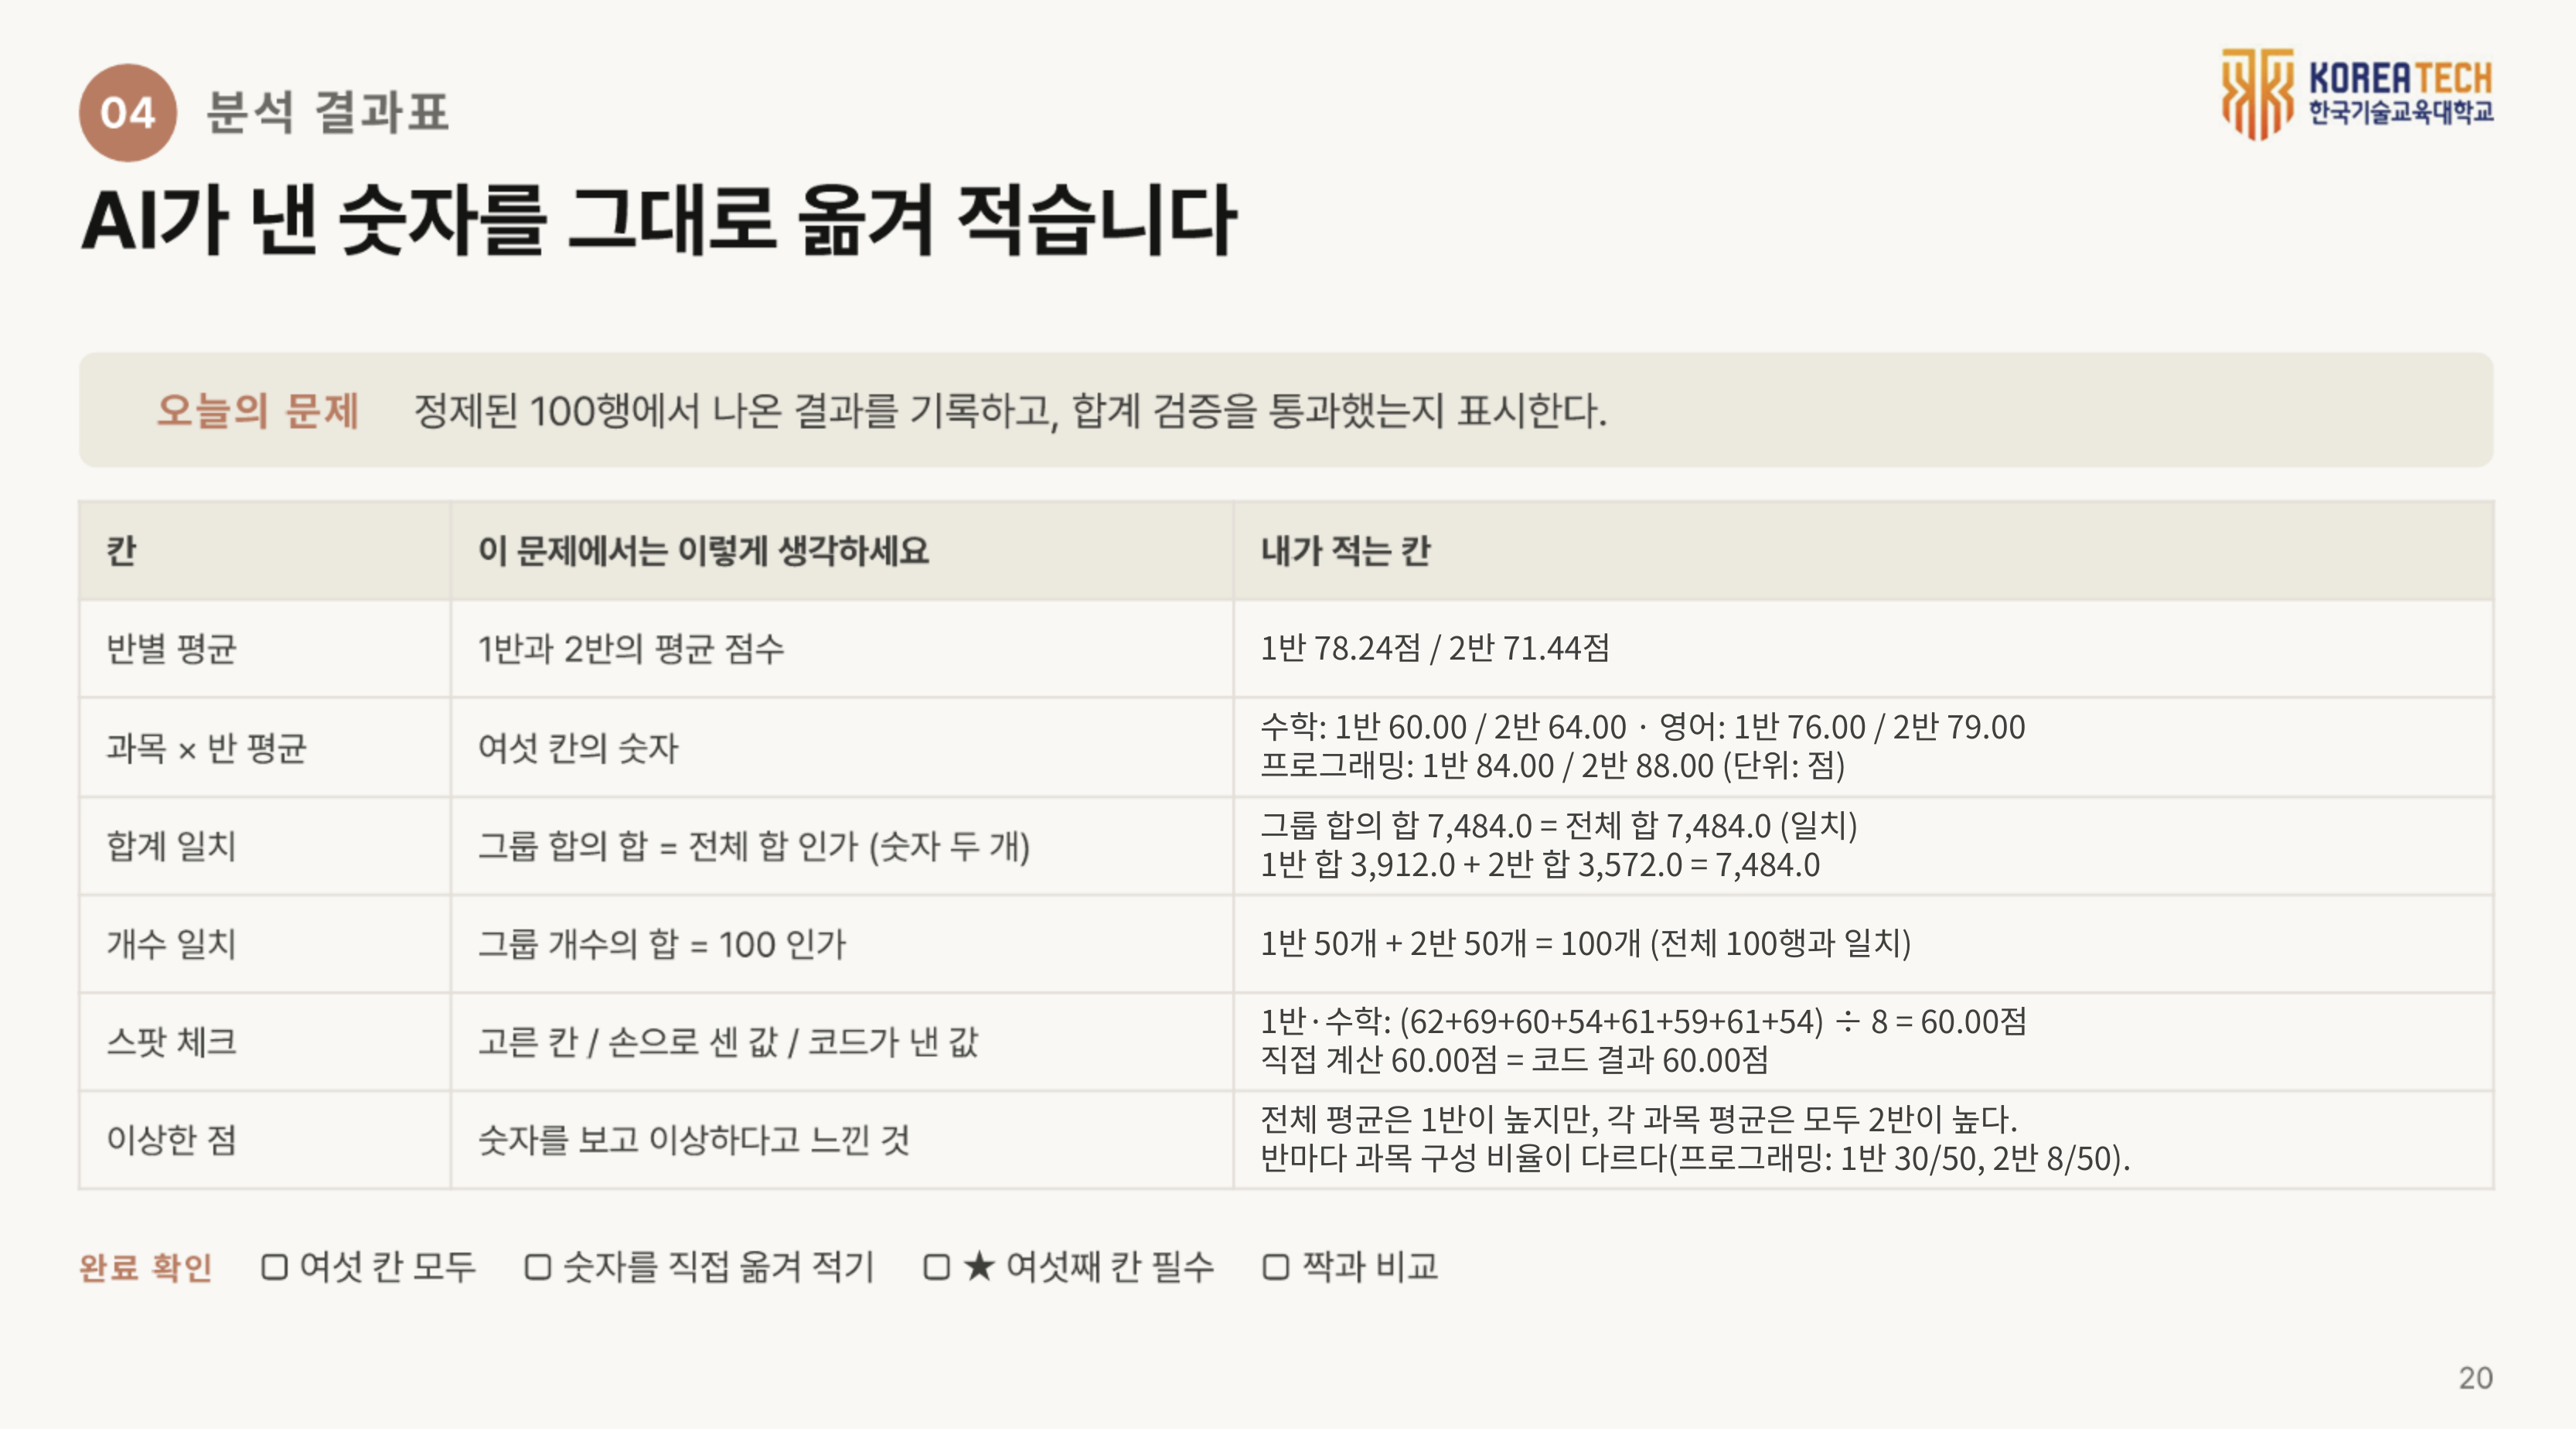 04 분석 결과표
KOREATECH
한국기술교육대학교
AI가 낸 숫자를 그대로 옮겨 적습니다
오늘의 문제 정제된 100행에서 나온 결과를 기록하고, 합계 검증을 통과했는지 표시한다.
칸 이 문제에서는 이렇게 생각하세요 내가 적는 칸
반별 평균 1반과 2반의 평균 점수 1반 78.24점 / 2반 71.44점
과목 × 반 평균 여섯 칸의 숫자 수학: 1반 60.00 / 2반 64.00 · 영어: 1반 76.00 / 2반 79.00
프로그래밍: 1반 84.00 / 2반 88.00 (단위: 점)
합계 일치 그룹 합의 합 = 전체 합 인가 (숫자 두 개) 그룹 합의 합 7,484.0 = 전체 합 7,484.0 (일치)
1반 합 3,912.0 + 2반 합 3,572.0 = 7,484.0
개수 일치 그룹 개수의 합 = 100 인가 1반 50개 + 2반 50개 = 100개 (전체 100행과 일치)
스팟 체크 고른 칸 / 손으로 센 값 / 코드가 낸 값 1반·수학: (62+69+60+54+61+59+61+54) ÷ 8 = 60.00점
직접 계산 60.00점 = 코드 결과 60.00점
이상한 점 숫자를 보고 이상하다고 느낀 것 전체 평균은 1반이 높지만, 각 과목 평균은 모두 2반이 높다.
반마다 과목 구성 비율이 다르다(프로그래밍: 1반 30/50, 2반 8/50).
완료 확인 ▢ 여섯 칸 모두 ▢ 숫자를 직접 옮겨 적기 ▢ ★ 여섯째 칸 필수 ▢ 짝과 비교
20